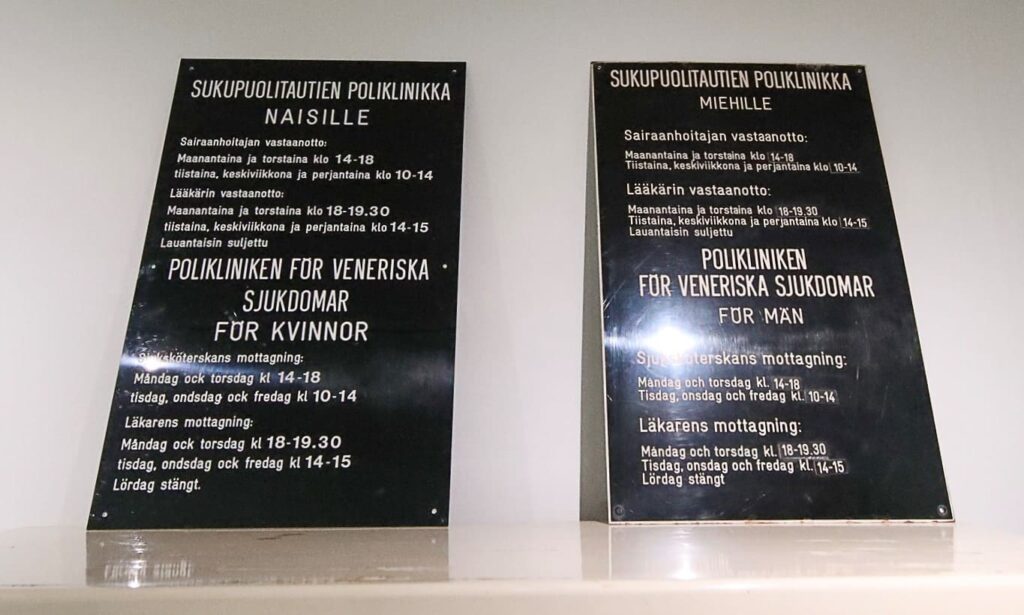 SUKUPUOLITAUTIEN POLIKLINIKKA
NAISILLE
Sairaanhoitajan vastaanotto:
Maanantaina ja torstaina klo 14-18
tiistaina, keskiviikkona ja perjantaina klo 10-14
Lääkärin vastaanotto:
Maanantaina ja torstaina klo 18-19.30
tiistaina, keskiviikkona ja perjantaina klo 14-15
Lauantaisin suljettu
POLIKLINIKEN FÖR VENERISKA
SJUKDOMAR
FÖR KVINNOR
Sjuksköterskans mottagning:
Måndag ock torsdag kl 14-18
tisdag, ondsdag och fredag kl 10-14
Läkarens mottagning:
Måndag ock torsdag kl 18-19.30
tisdag, ondsdag ock fredag kl 14-15
Lördag stängt.
SUKUPUOLITAUTIEN POLIKLINIKKA
MIEHILLE
Sairaanhoitajan vastaanotto:
Maanantaina ja torstaina klo 14-18
Tiistaina, keskiviikkona ja perjantaina klo 10-14
Lääkärin vastaanotto:
Maanantaina ja torstaina klo 18-19.30
Tiistaina, keskiviikkona ja perjantaina klo 14-15
Lauantaisin suljettu
POLIKLINIKEN
FÖR VENERISKA SJUKDOMAR
FÖR MÄN
Sjuksköterskans mottagning:
Måndag och torsdag kl. 14-18
Tisdag, onsdag och fredag kl. 10-14
Läkarens mottagning:
Måndag och torsdag kl. 18-19.30
Tisdag, onsdag och fredag kl. 14-15
Lördag stängt